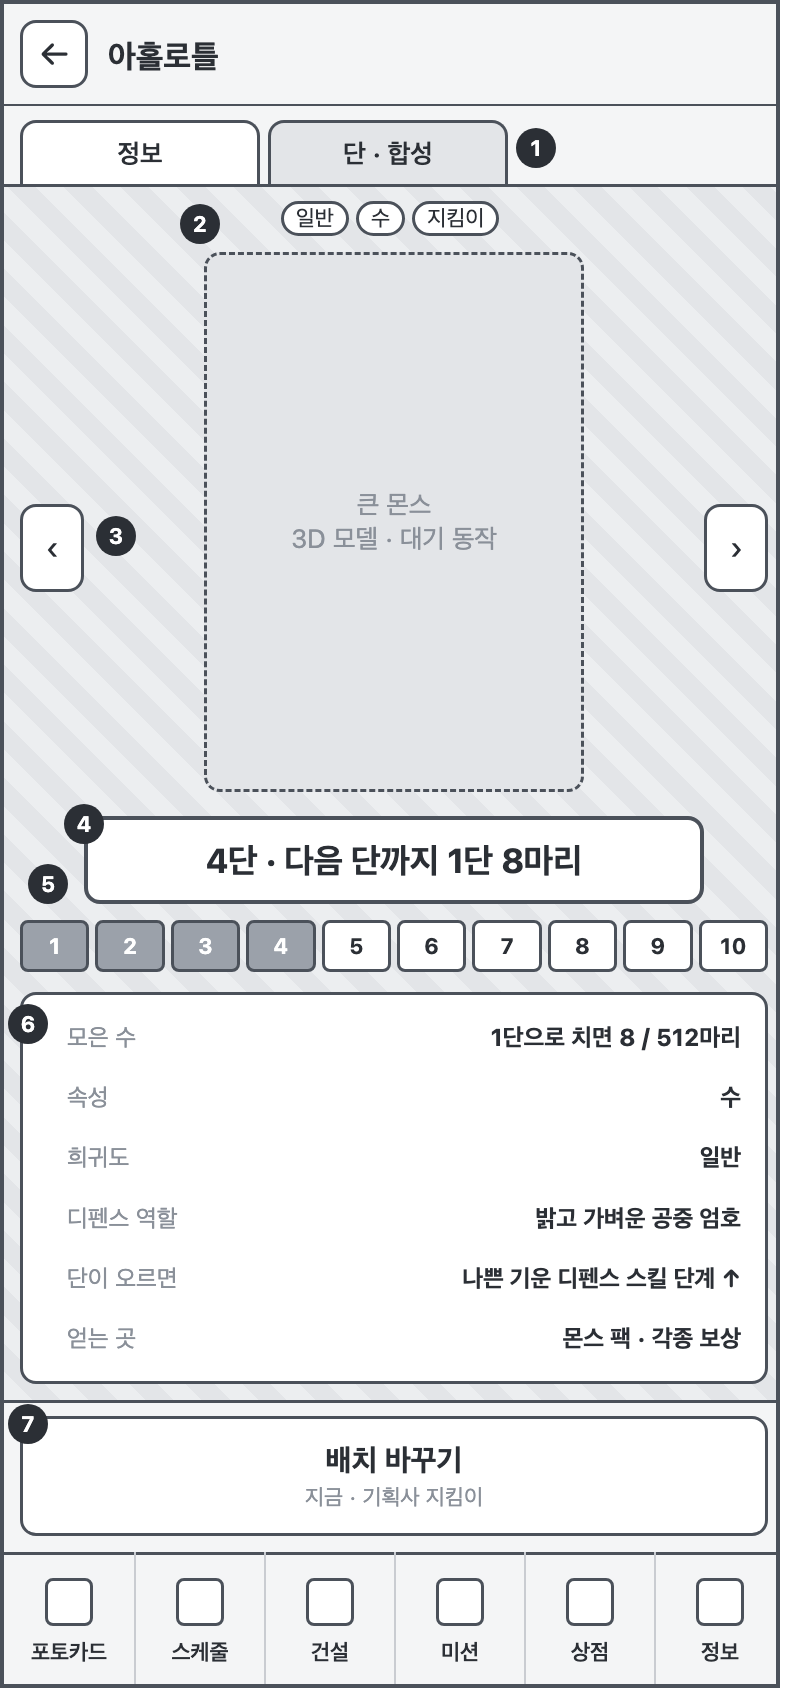 ←
아홀로틀
정보
단 · 합성
1
2
일반
수
지킴이
큰 몬스
3D 모델 · 대기 동작
‹
3
›
4
4단 · 다음 단까지 1단 8마리
5
1 2 3 4 5 6 7 8 9 10
6
모은 수 1단으로 치면 8 / 512마리
속성 수
희귀도 일반
디펜스 역할 밝고 가벼운 공중 엄호
단이 오르면 나쁜 기운 디펜스 스킬 단계 ↑
얻는 곳 몬스 팩 · 각종 보상
7
배치 바꾸기
지금 · 기획사 지킴이
포토카드 스케줄 건설 미션 상점 정보